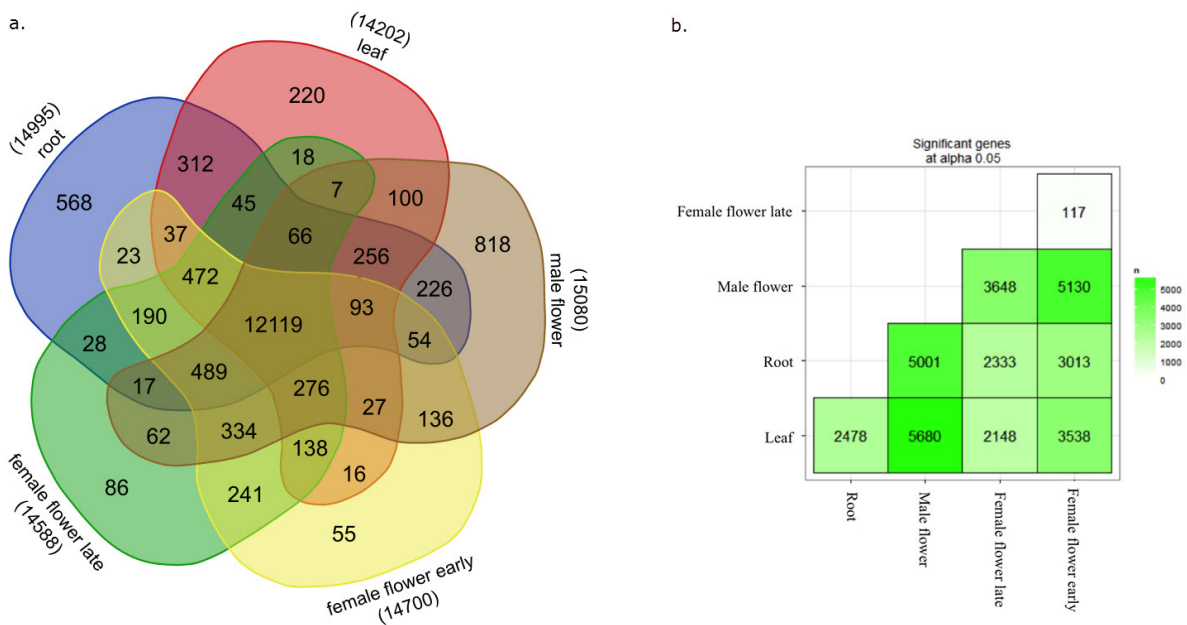 a.
(14202)
leaf
(14995)
root
220
312
18
568
45
7
100
818
66
37
23
256
472
226
190
93
12119
54
28
489
276
17
27
136
62
334
138
16
86
241
55
male flower
(15080)
female flower late
(14588)
female flower early
(14700)
b.
Significant genes
at alpha 0.05
Female flower late
117
Male flower
3648 5130
Root
5001 2333 3013
Leaf
2478 5680 2148 3538
Root
Male flower
Female flower late
Female flower early
n
5000
4000
3000
2000
1000
0